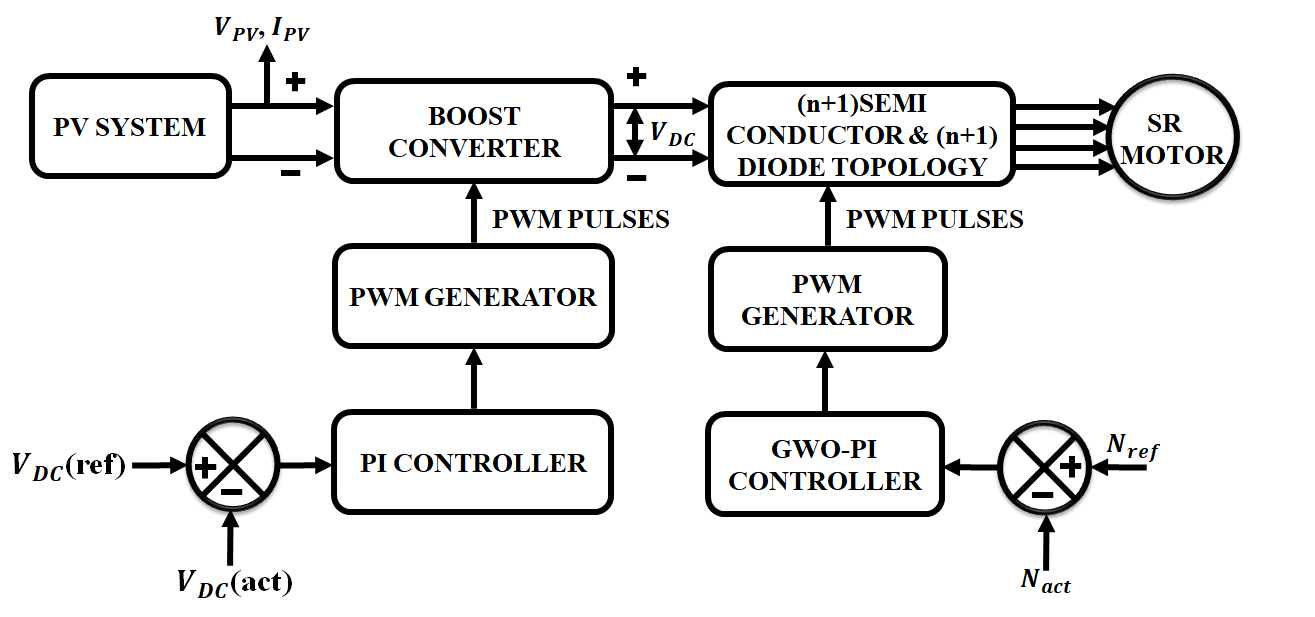 V_PV, I_PV
+
+
PV SYSTEM
BOOST
CONVERTER
V_DC
(n+1)SEMI
CONDUCTOR & (n+1)
DIODE TOPOLOGY
SR
MOTOR
−
−
PWM PULSES
PWM PULSES
PWM GENERATOR
PWM
GENERATOR
V_DC(ref)
+
−
PI CONTROLLER
GWO-PI
CONTROLLER
+
−
N_ref
V_DC(act)
N_act